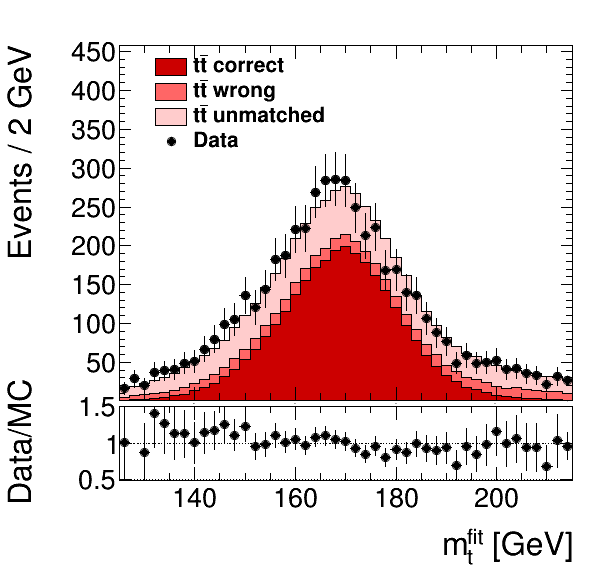 Events / 2 GeV
450
400
350
300
250
200
150
100
50
tt̄ correct
tt̄ wrong
tt̄ unmatched
Data
Data/MC
1.5
1
0.5
140 160 180 200
m_t^fit [GeV]